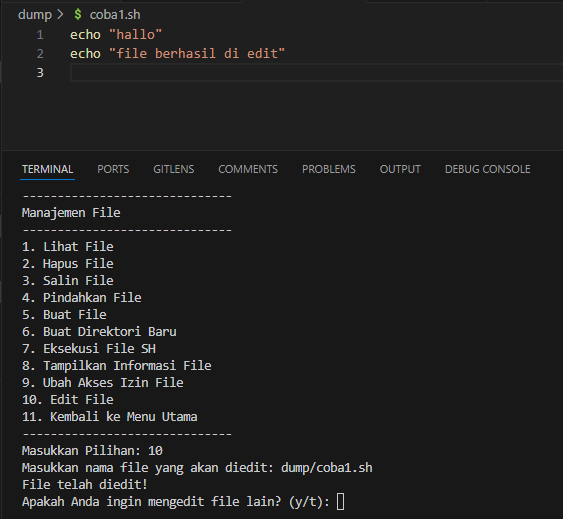 dump > $ coba1.sh
1 echo "hallo"
2 echo "file berhasil di edit"
3
TERMINAL PORTS GITLENS COMMENTS PROBLEMS OUTPUT DEBUG CONSOLE
------------------------------
Manajemen File
------------------------------
1. Lihat File
2. Hapus File
3. Salin File
4. Pindahkan File
5. Buat File
6. Buat Direktori Baru
7. Eksekusi File SH
8. Tampilkan Informasi File
9. Ubah Akses Izin File
10. Edit File
11. Kembali ke Menu Utama
------------------------------
Masukkan Pilihan: 10
Masukkan nama file yang akan diedit: dump/coba1.sh
File telah diedit!
Apakah Anda ingin mengedit file lain? (y/t):